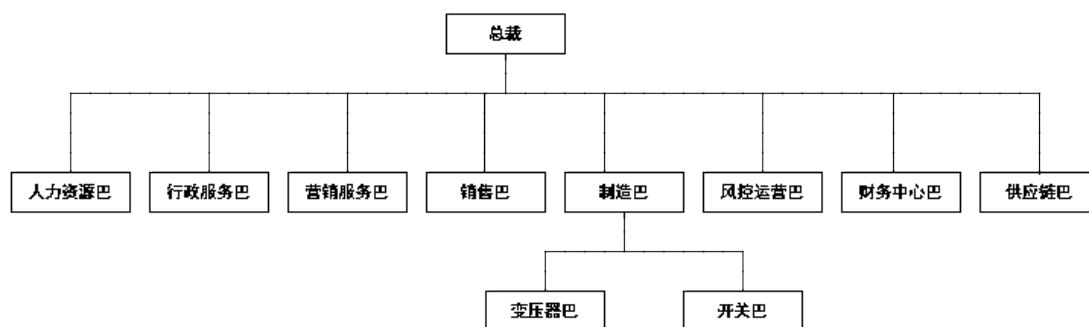 总裁
人力资源巴
行政服务巴
营销服务巴
销售巴
制造巴
风控运营巴
财务中心巴
供应链巴
变压器巴
开关巴